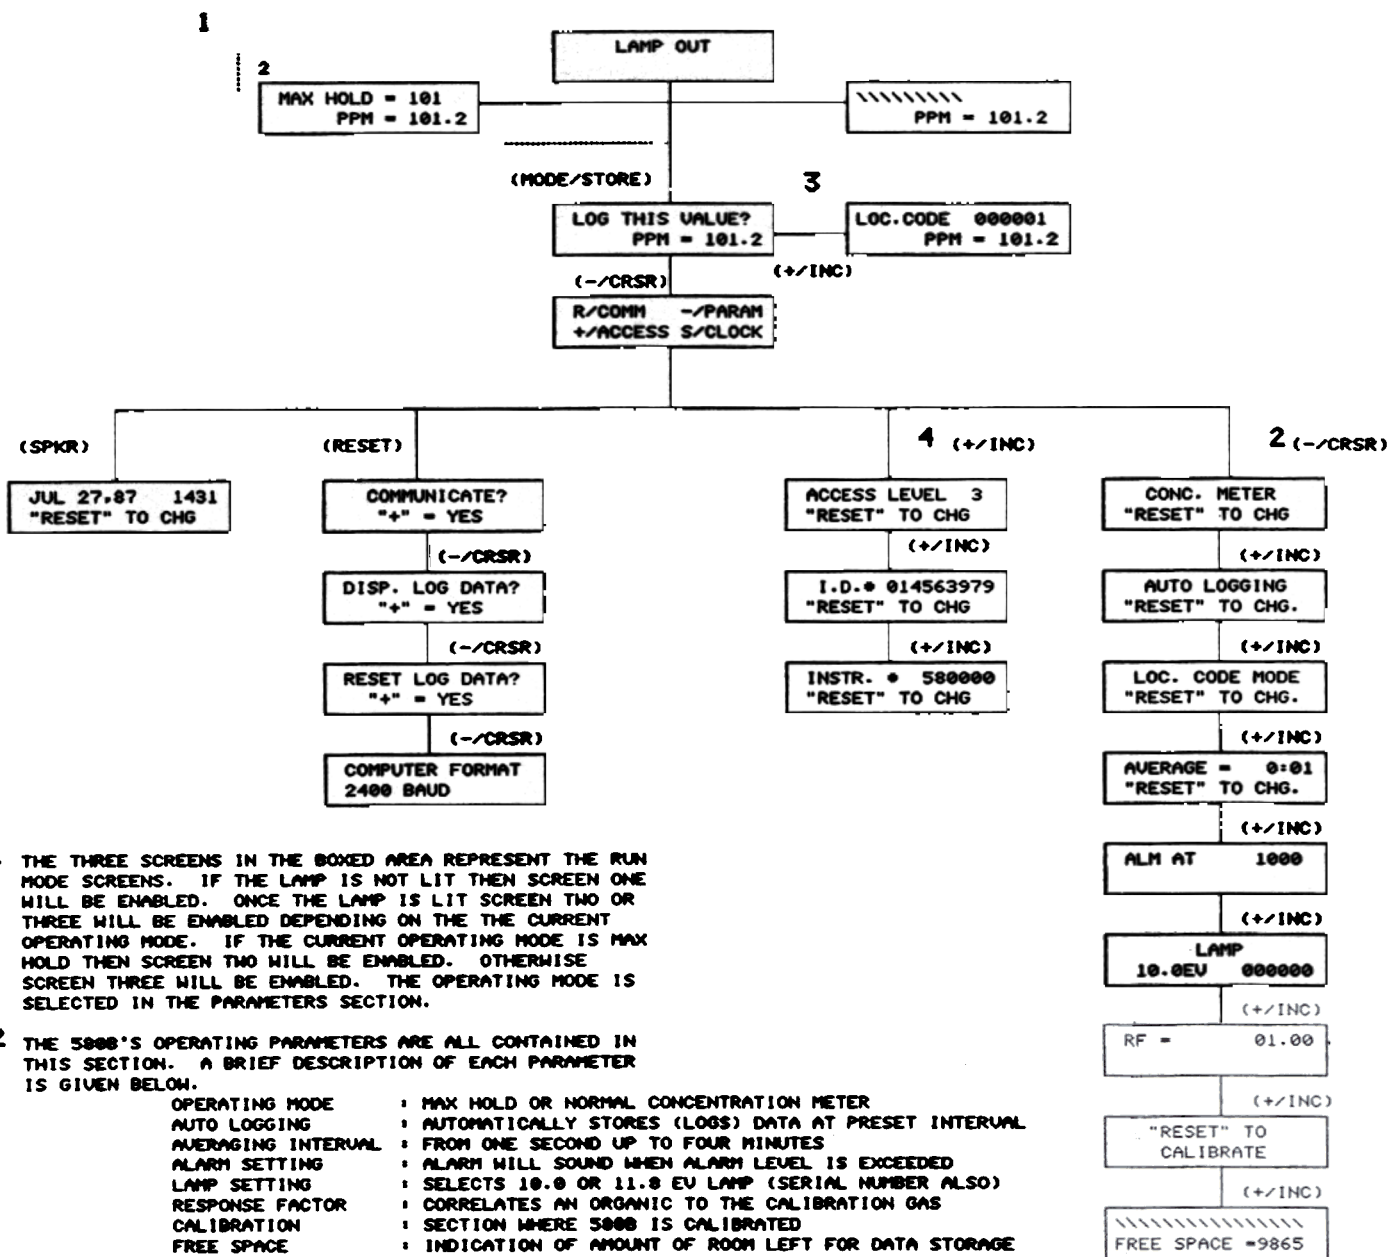 1
LAMP OUT
2
MAX HOLD = 101
PPM = 101.2
\\\\\\\\\
PPM = 101.2
(MODE/STORE)
3
LOG THIS VALUE?
PPM = 101.2
LOC.CODE 000001
PPM = 101.2
(+/INC)
(-/CRSR)
R/COMM -/PARAM
+/ACCESS S/CLOCK
(SPKR)
(RESET)
4 (+/INC)
2 (-/CRSR)
JUL 27,87 1431
"RESET" TO CHG
COMMUNICATE?
"+" = YES
(-/CRSR)
DISP. LOG DATA?
"+" = YES
(-/CRSR)
RESET LOG DATA?
"+" = YES
(-/CRSR)
COMPUTER FORMAT
2400 BAUD
ACCESS LEVEL 3
"RESET" TO CHG
(+/INC)
I.D.# 014563979
"RESET" TO CHG
(+/INC)
INSTR. # 580000
"RESET" TO CHG
CONC. METER
"RESET" TO CHG
(+/INC)
AUTO LOGGING
"RESET" TO CHG.
(+/INC)
LOC. CODE MODE
"RESET" TO CHG.
(+/INC)
AVERAGE = 0:01
"RESET" TO CHG.
(+/INC)
ALM AT 1000
(+/INC)
LAMP
10.0EV 000000
(+/INC)
RF = 01.00
(+/INC)
"RESET" TO
CALIBRATE
(+/INC)
\\\\\\\\\\\\\\\\
FREE SPACE =9865
THE THREE SCREENS IN THE BOXED AREA REPRESENT THE RUN
MODE SCREENS. IF THE LAMP IS NOT LIT THEN SCREEN ONE
WILL BE ENABLED. ONCE THE LAMP IS LIT SCREEN TWO OR
THREE WILL BE ENABLED DEPENDING ON THE THE CURRENT
OPERATING MODE. IF THE CURRENT OPERATING MODE IS MAX
HOLD THEN SCREEN TWO WILL BE ENABLED. OTHERWISE
SCREEN THREE WILL BE ENABLED. THE OPERATING MODE IS
SELECTED IN THE PARAMETERS SECTION.
2 THE 580B'S OPERATING PARAMETERS ARE ALL CONTAINED IN
THIS SECTION. A BRIEF DESCRIPTION OF EACH PARAMETER
IS GIVEN BELOW.
OPERATING MODE : MAX HOLD OR NORMAL CONCENTRATION METER
AUTO LOGGING : AUTOMATICALLY STORES (LOGS) DATA AT PRESET INTERVAL
AVERAGING INTERVAL : FROM ONE SECOND UP TO FOUR MINUTES
ALARM SETTING : ALARM WILL SOUND WHEN ALARM LEVEL IS EXCEEDED
LAMP SETTING : SELECTS 10.0 OR 11.8 EV LAMP (SERIAL NUMBER ALSO)
RESPONSE FACTOR : CORRELATES AN ORGANIC TO THE CALIBRATION GAS
CALIBRATION : SECTION WHERE 580B IS CALIBRATED
FREE SPACE : INDICATION OF AMOUNT OF ROOM LEFT FOR DATA STORAGE